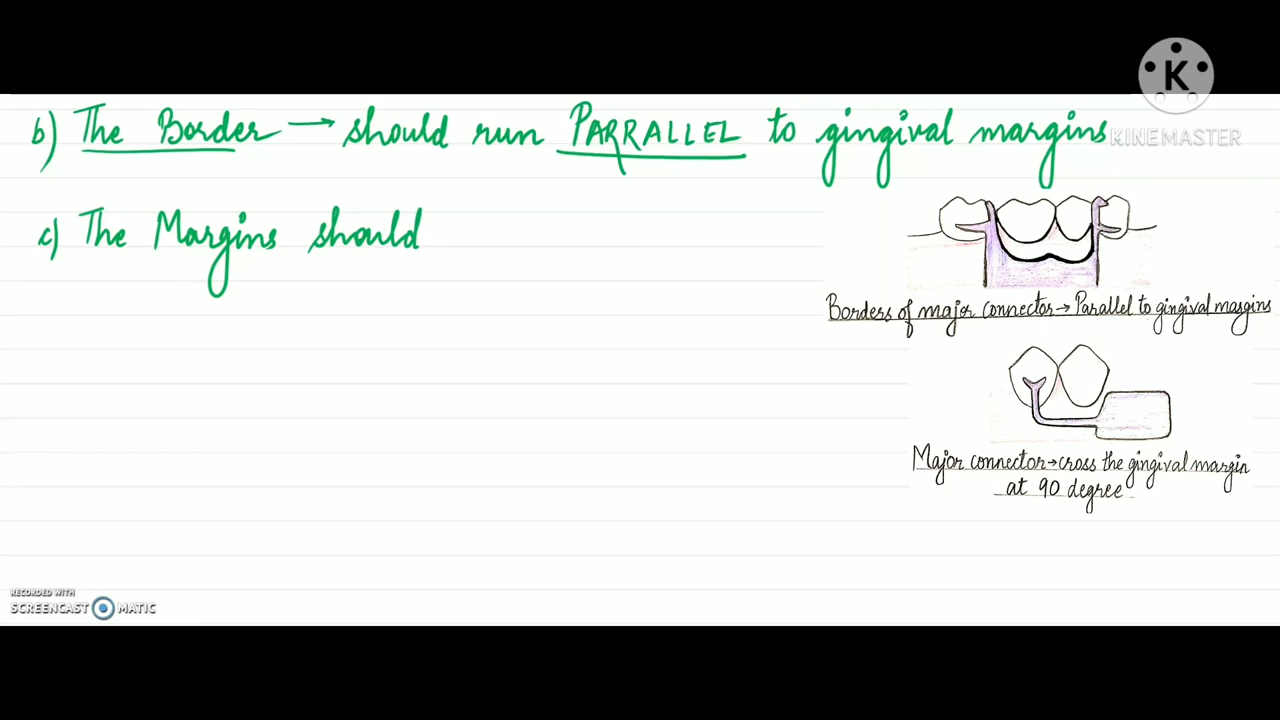 b) The Border → should run PARRALLEL to gingival margins
K
KINEMASTER
c) The Margins should
Borders of major connector → Parallel to gingival margins
Major connector → cross the gingival margin
at 90 degree
RECORDED WITH
SCREENCAST MATIC